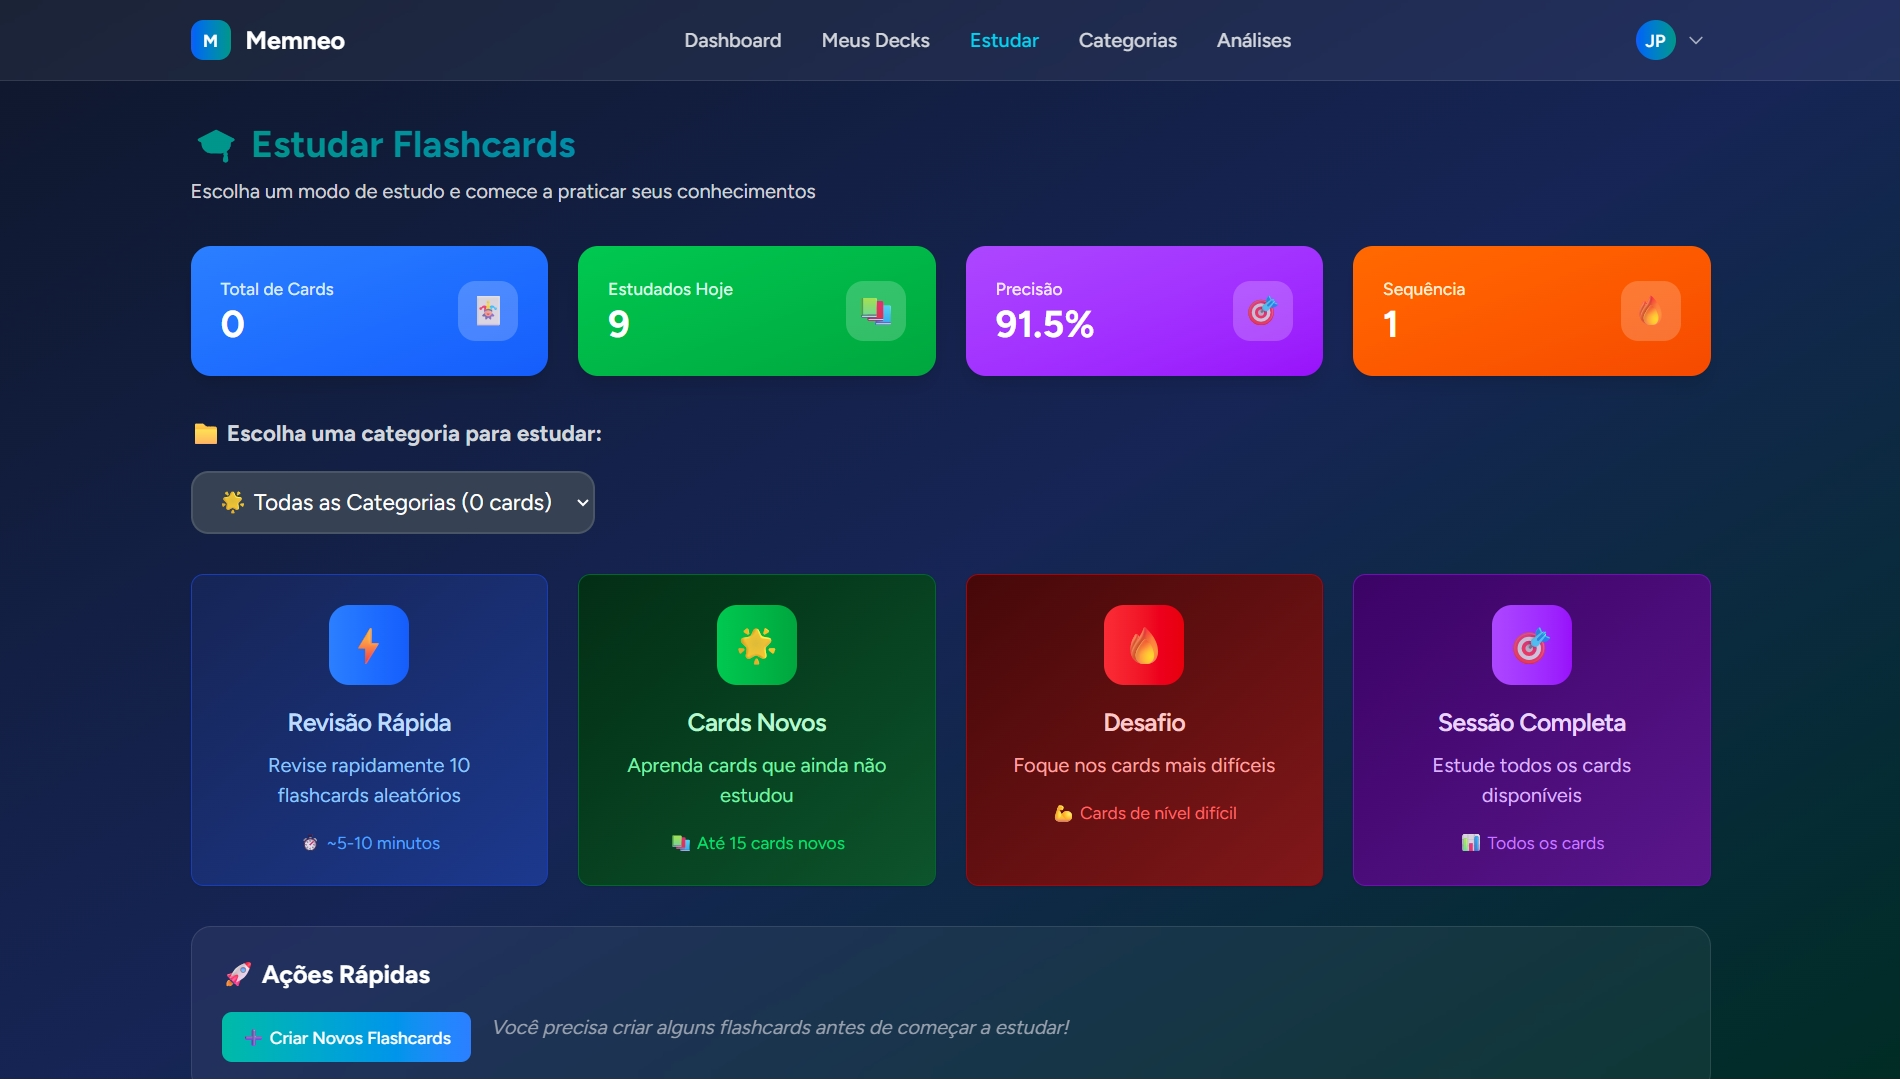 M Memneo
Dashboard Meus Decks Estudar Categorias Análises
JP
Estudar Flashcards
Escolha um modo de estudo e comece a praticar seus conhecimentos
Total de Cards
0
Estudados Hoje
9
Precisão
91.5%
Sequência
1
Escolha uma categoria para estudar:
Todas as Categorias (0 cards)
Revisão Rápida
Revise rapidamente 10
flashcards aleatórios
~5-10 minutos
Cards Novos
Aprenda cards que ainda não
estudou
Até 15 cards novos
Desafio
Foque nos cards mais difíceis
Cards de nível difícil
Sessão Completa
Estude todos os cards
disponíveis
Todos os cards
Ações Rápidas
Criar Novos Flashcards
Você precisa criar alguns flashcards antes de começar a estudar!